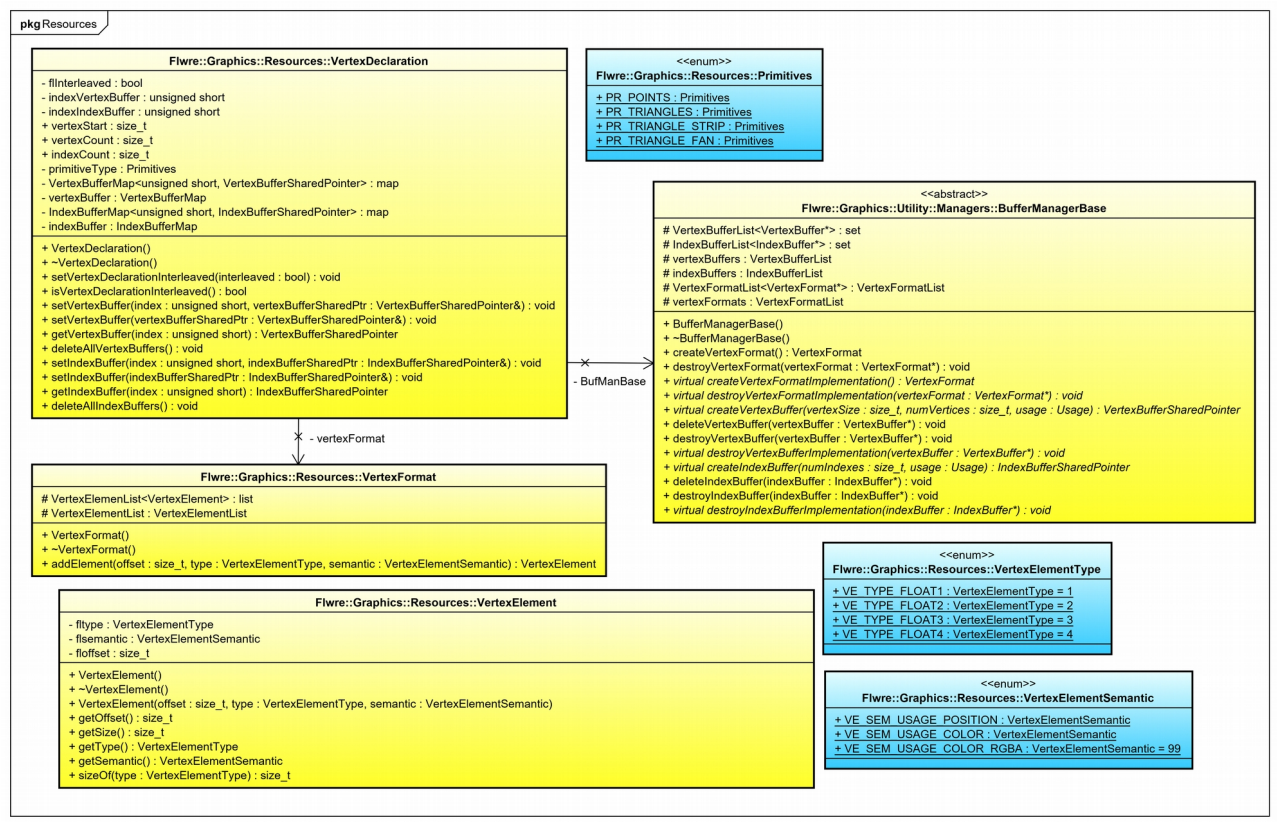 pkg Resources
Flwre::Graphics::Resources::VertexDeclaration
- flInterleaved : bool
- indexVertexBuffer : unsigned short
- indexIndexBuffer : unsigned short
+ vertexStart : size_t
+ vertexCount : size_t
+ indexCount : size_t
- primitiveType : Primitives
- VertexBufferMap<unsigned short, VertexBufferSharedPointer> : map
- vertexBuffer : VertexBufferMap
- IndexBufferMap<unsigned short, IndexBufferSharedPointer> : map
- indexBuffer : IndexBufferMap
+ VertexDeclaration()
+ ~VertexDeclaration()
+ setVertexDeclarationInterleaved(interleaved : bool) : void
+ isVertexDeclarationInterleaved() : bool
+ setVertexBuffer(index : unsigned short, vertexBufferSharedPtr : VertexBufferSharedPointer&) : void
+ setVertexBuffer(vertexBufferSharedPtr : VertexBufferSharedPointer&) : void
+ getVertexBuffer(index : unsigned short) : VertexBufferSharedPointer
+ deleteAllVertexBuffers() : void
+ setIndexBuffer(index : unsigned short, indexBufferSharedPtr : IndexBufferSharedPointer&) : void
+ setIndexBuffer(indexBufferSharedPtr : IndexBufferSharedPointer&) : void
+ getIndexBuffer(index : unsigned short) : IndexBufferSharedPointer
+ deleteAllIndexBuffers() : void
<<enum>>
Flwre::Graphics::Resources::Primitives
+ PR_POINTS : Primitives
+ PR_TRIANGLES : Primitives
+ PR_TRIANGLE_STRIP : Primitives
+ PR_TRIANGLE_FAN : Primitives
<<abstract>>
Flwre::Graphics::Utility::Managers::BufferManagerBase
# VertexBufferList<VertexBuffer*> : set
# IndexBufferList<IndexBuffer*> : set
# vertexBuffers : VertexBufferList
# indexBuffers : IndexBufferList
# VertexFormatList<VertexFormat*> : VertexFormatList
# vertexFormats : VertexFormatList
+ BufferManagerBase()
+ ~BufferManagerBase()
+ createVertexFormat() : VertexFormat
+ destroyVertexFormat(vertexFormat : VertexFormat*) : void
+ virtual createVertexFormatImplementation() : VertexFormat
+ virtual destroyVertexFormatImplementation(vertexFormat : VertexFormat*) : void
+ virtual createVertexBuffer(vertexSize : size_t, numVertices : size_t, usage : Usage) : VertexBufferSharedPointer
+ deleteVertexBuffer(vertexBuffer : VertexBuffer*) : void
+ destroyVertexBuffer(vertexBuffer : VertexBuffer*) : void
+ virtual destroyVertexBufferImplementation(vertexBuffer : VertexBuffer*) : void
+ virtual createIndexBuffer(numIndexes : size_t, usage : Usage) : IndexBufferSharedPointer
+ deleteIndexBuffer(indexBuffer : IndexBuffer*) : void
+ destroyIndexBuffer(indexBuffer : IndexBuffer*) : void
+ virtual destroyIndexBufferImplementation(indexBuffer : IndexBuffer*) : void
- BufManBase
- vertexFormat
Flwre::Graphics::Resources::VertexFormat
# VertexElemenList<VertexElement> : list
# VertexElementList : VertexElementList
+ VertexFormat()
+ ~VertexFormat()
+ addElement(offset : size_t, type : VertexElementType, semantic : VertexElementSemantic) : VertexElement
Flwre::Graphics::Resources::VertexElement
- fltype : VertexElementType
- flsemantic : VertexElementSemantic
- floffset : size_t
+ VertexElement()
+ ~VertexElement()
+ VertexElement(offset : size_t, type : VertexElementType, semantic : VertexElementSemantic)
+ getOffset() : size_t
+ getSize() : size_t
+ getType() : VertexElementType
+ getSemantic() : VertexElementSemantic
+ sizeOf(type : VertexElementType) : size_t
<<enum>>
Flwre::Graphics::Resources::VertexElementType
+ VE_TYPE_FLOAT1 : VertexElementType = 1
+ VE_TYPE_FLOAT2 : VertexElementType = 2
+ VE_TYPE_FLOAT3 : VertexElementType = 3
+ VE_TYPE_FLOAT4 : VertexElementType = 4
<<enum>>
Flwre::Graphics::Resources::VertexElementSemantic
+ VE_SEM_USAGE_POSITION : VertexElementSemantic
+ VE_SEM_USAGE_COLOR : VertexElementSemantic
+ VE_SEM_USAGE_COLOR_RGBA : VertexElementSemantic = 99